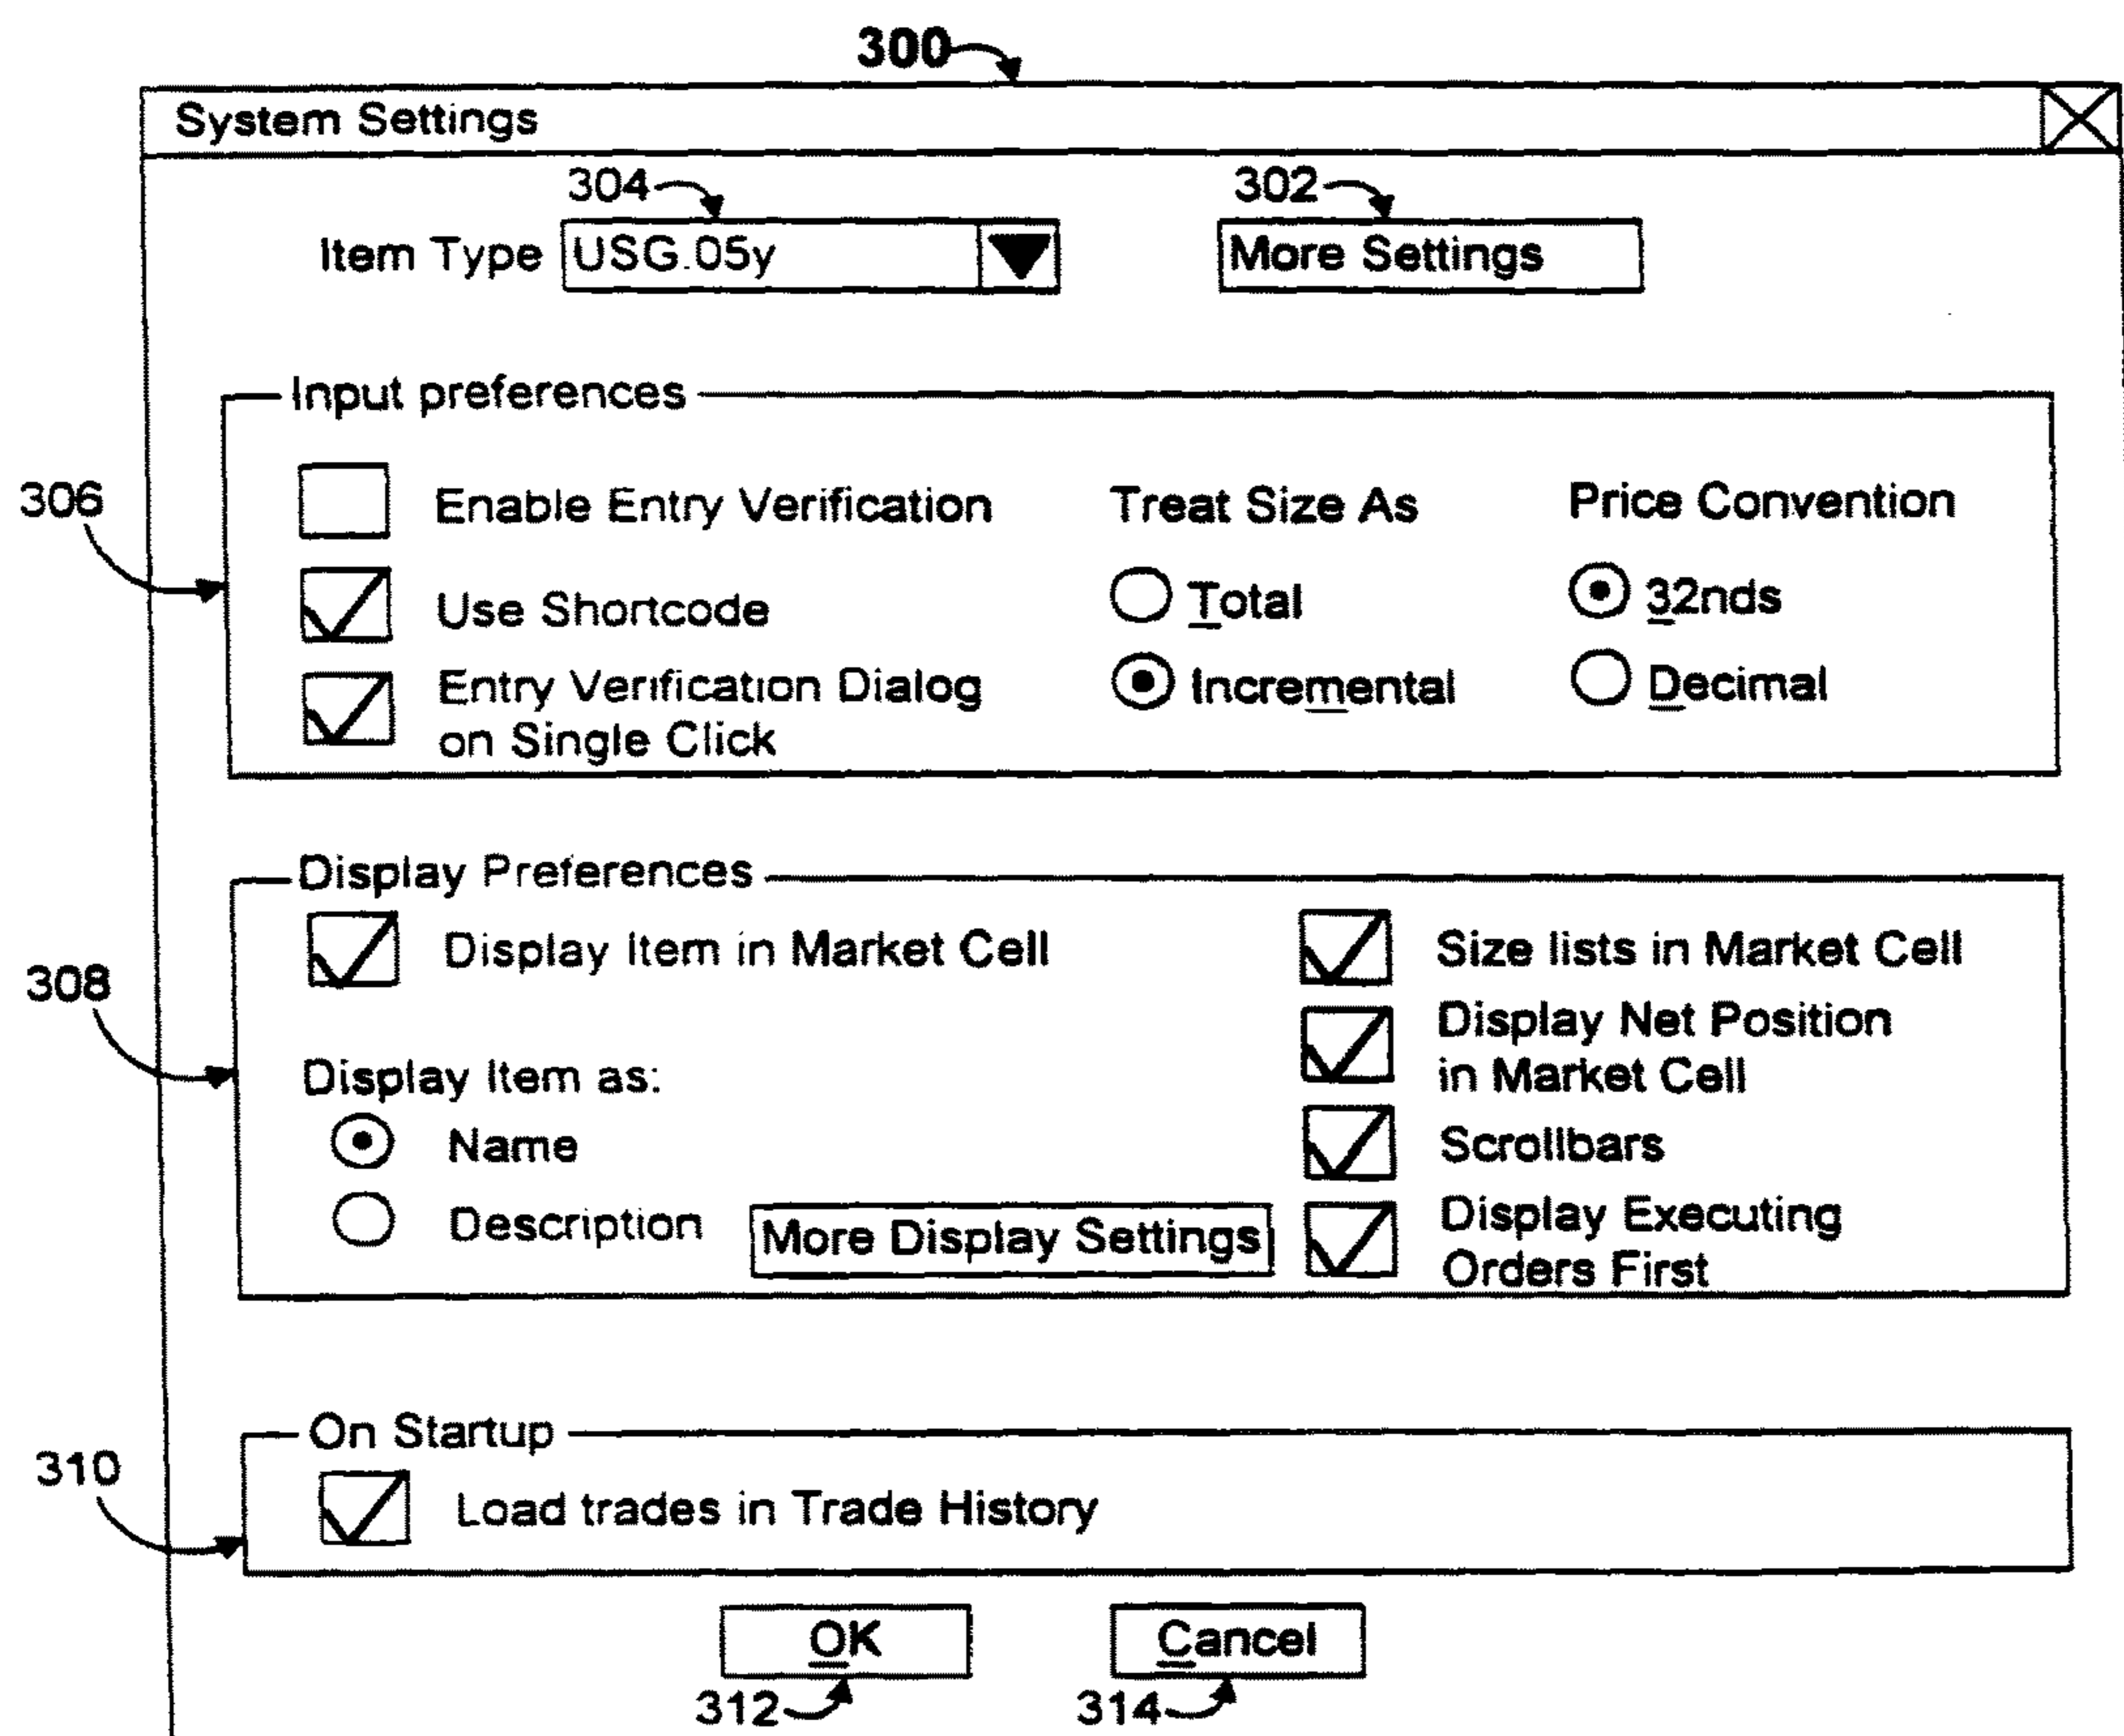 300
System Settings
304 302
Item Type USG.05y More Settings
Input preferences
306 Enable Entry Verification Treat Size As Price Convention
Use Shortcode Total 32nds
Entry Verification Dialog Incremental Decimal
on Single Click
Display Preferences
Display Item in Market Cell Size lists in Market Cell
308 Display Net Position
Display Item as: in Market Cell
Name Scrollbars
Description More Display Settings Display Executing
Orders First
On Startup
310 Load trades in Trade History
OK Cancel
312 314